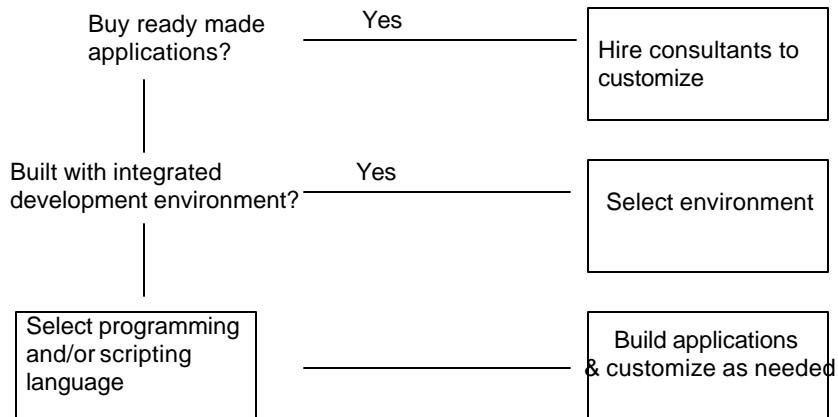 Buy ready made
applications?
Yes
Hire consultants to
customize
Built with integrated
development environment?
Yes
Select environment
Select programming
and/or scripting
language
Build applications
& customize as needed